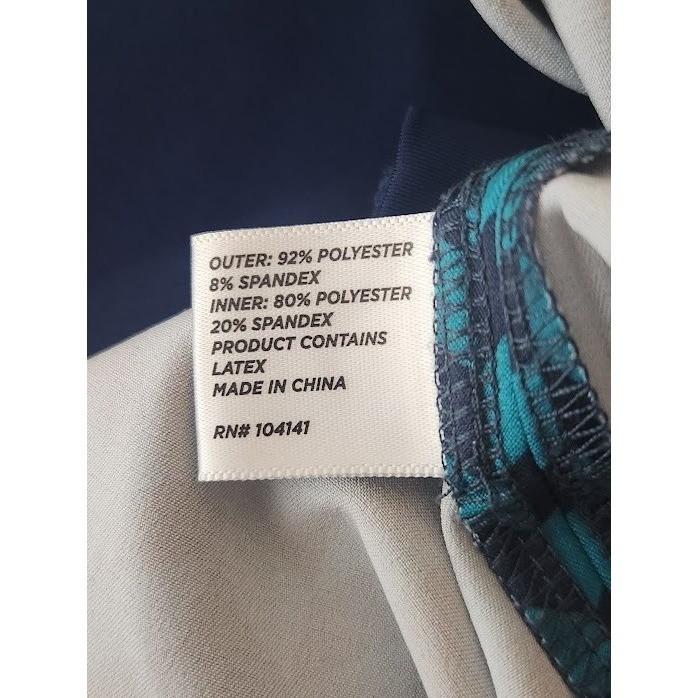 OUTER: 92% POLYESTER
8% SPANDEX
INNER: 80% POLYESTER
20% SPANDEX
PRODUCT CONTAINS
LATEX
MADE IN CHINA
RN# 104141